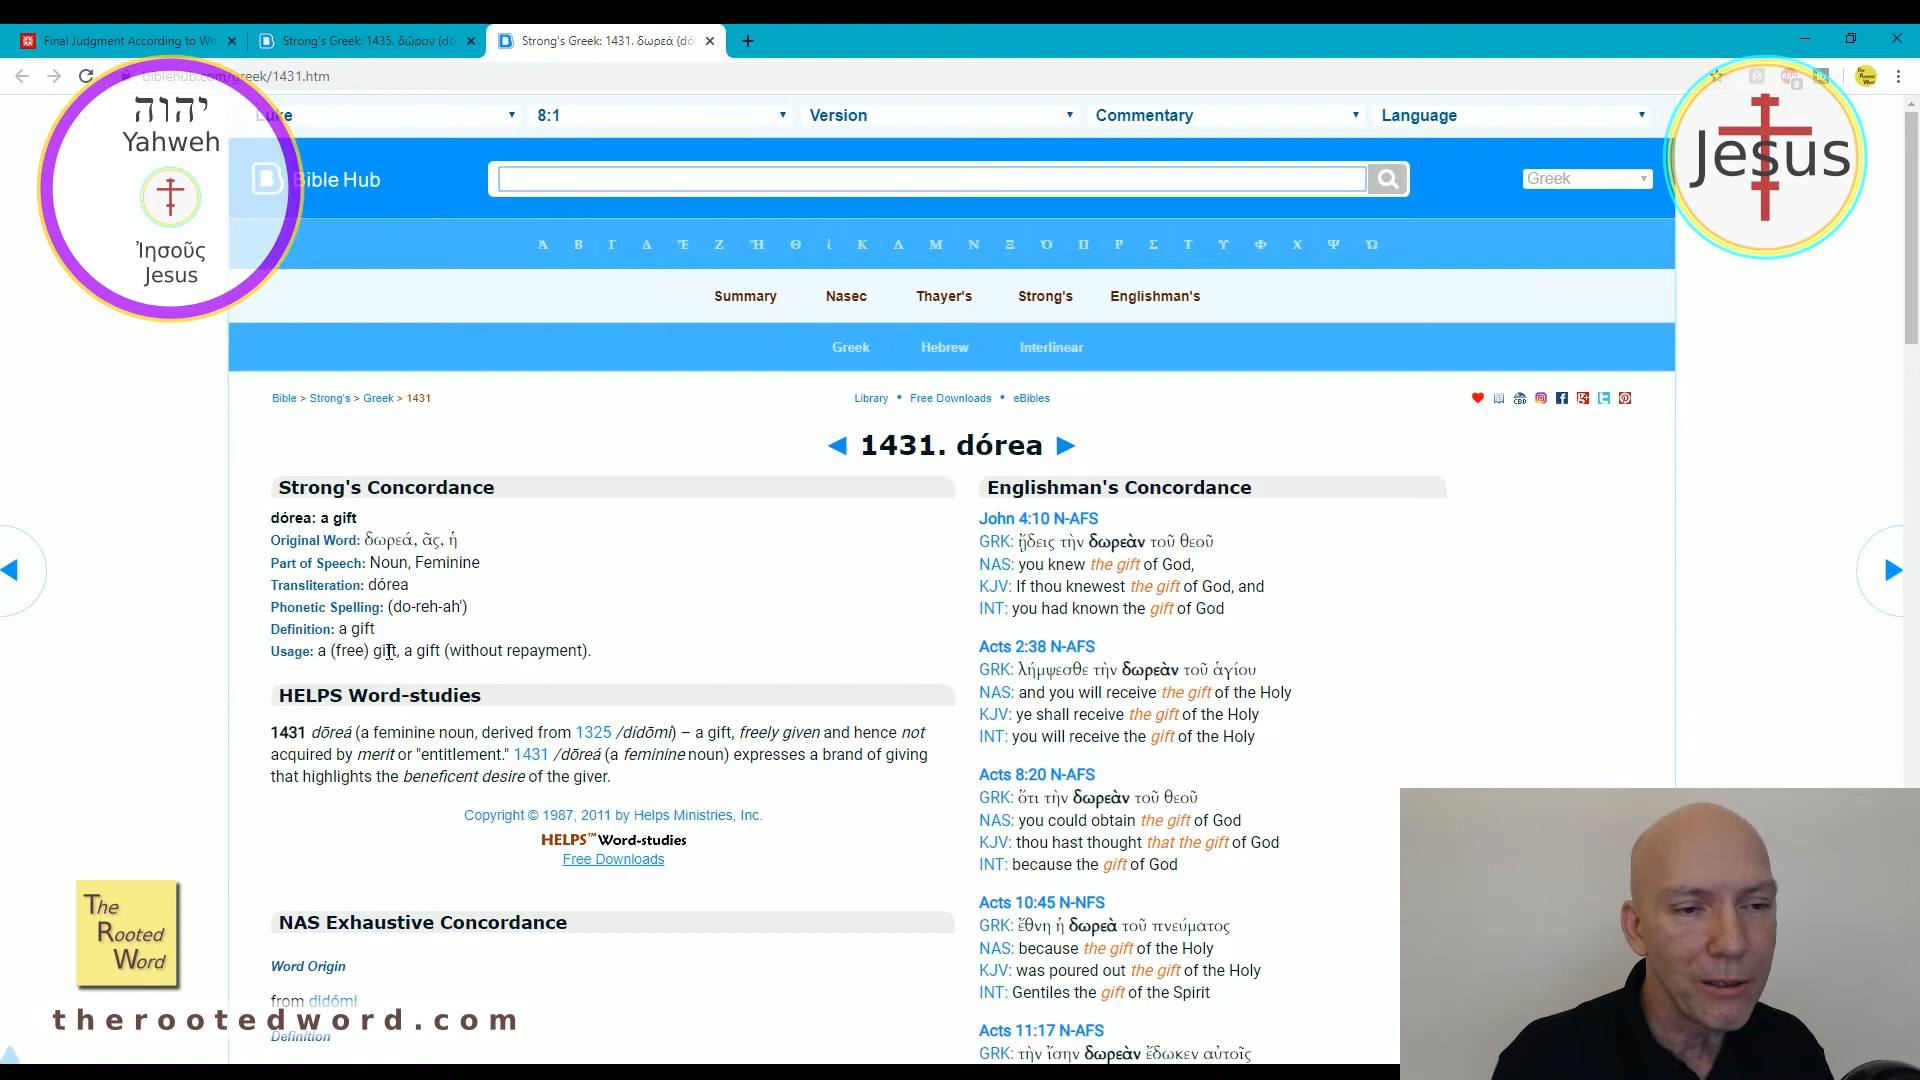 Final Judgment According to Wo
Strong's Greek: 1435. δῶρον (dó
Strong's Greek: 1431. δωρεά (dó
biblehub.com/greek/1431.htm
יהוה
Yahweh
Ἰησοῦς
Jesus
Jesus
Luke
8:1
Version
Commentary
Language
Bible Hub
Greek
Ἀ Β Γ Δ Ἐ Ζ Ἡ Θ ἰ Κ Λ Μ Ν Ξ Ὀ Π Ρ Σ Τ Υ Φ Χ Ψ Ὡ
Summary Nasec Thayer's Strong's Englishman's
Greek Hebrew Interlinear
Bible > Strong's > Greek > 1431
Library • Free Downloads • eBibles
◄ 1431. dórea ►
Strong's Concordance
dórea: a gift
Original Word: δωρεά, ᾶς, ἡ
Part of Speech: Noun, Feminine
Transliteration: dórea
Phonetic Spelling: (do-reh-ah')
Definition: a gift
Usage: a (free) gift, a gift (without repayment).
HELPS Word-studies
1431 dōreá (a feminine noun, derived from 1325 /dídōmi) – a gift, freely given and hence not
acquired by merit or "entitlement." 1431 /dōreá (a feminine noun) expresses a brand of giving
that highlights the beneficent desire of the giver.
Copyright © 1987, 2011 by Helps Ministries, Inc.
HELPS™ Word-studies
Free Downloads
NAS Exhaustive Concordance
Word Origin
from didómi
Definition
Englishman's Concordance
John 4:10 N-AFS
GRK: ᾔδεις τὴν δωρεὰν τοῦ θεοῦ
NAS: you knew the gift of God,
KJV: If thou knewest the gift of God, and
INT: you had known the gift of God
Acts 2:38 N-AFS
GRK: λήμψεσθε τὴν δωρεὰν τοῦ ἁγίου
NAS: and you will receive the gift of the Holy
KJV: ye shall receive the gift of the Holy
INT: you will receive the gift of the Holy
Acts 8:20 N-AFS
GRK: ὅτι τὴν δωρεὰν τοῦ θεοῦ
NAS: you could obtain the gift of God
KJV: thou hast thought that the gift of God
INT: because the gift of God
Acts 10:45 N-NFS
GRK: ἔθνη ἡ δωρεὰ τοῦ πνεύματος
NAS: because the gift of the Holy
KJV: was poured out the gift of the Holy
INT: Gentiles the gift of the Spirit
Acts 11:17 N-AFS
GRK: τὴν ἴσην δωρεὰν ἔδωκεν αὐτοῖς
The
Rooted
Word
therootedword.com